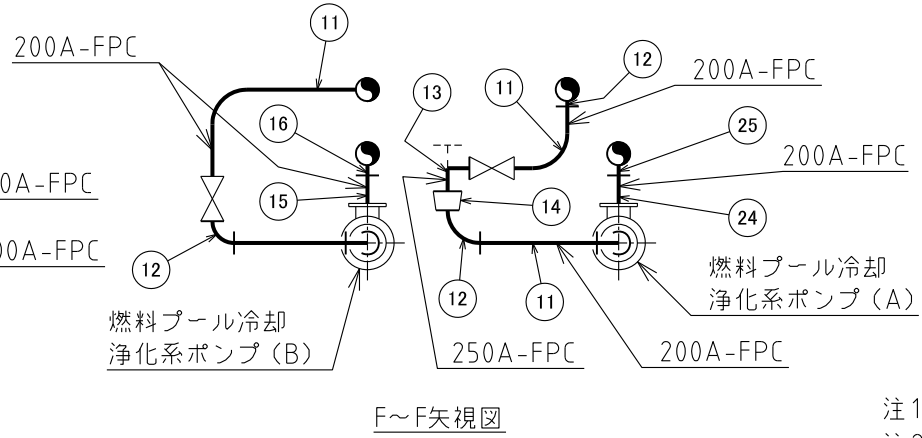 200A-FPC
11
12
200A-FPC
13
11
16
25
200A-FPC
0A-FPC
15
14
24
00A-FPC
12
12
11
燃料プール冷却
浄化系ポンプ(A)
燃料プール冷却
浄化系ポンプ(B)
250A-FPC
200A-FPC
F~F矢視図
注1